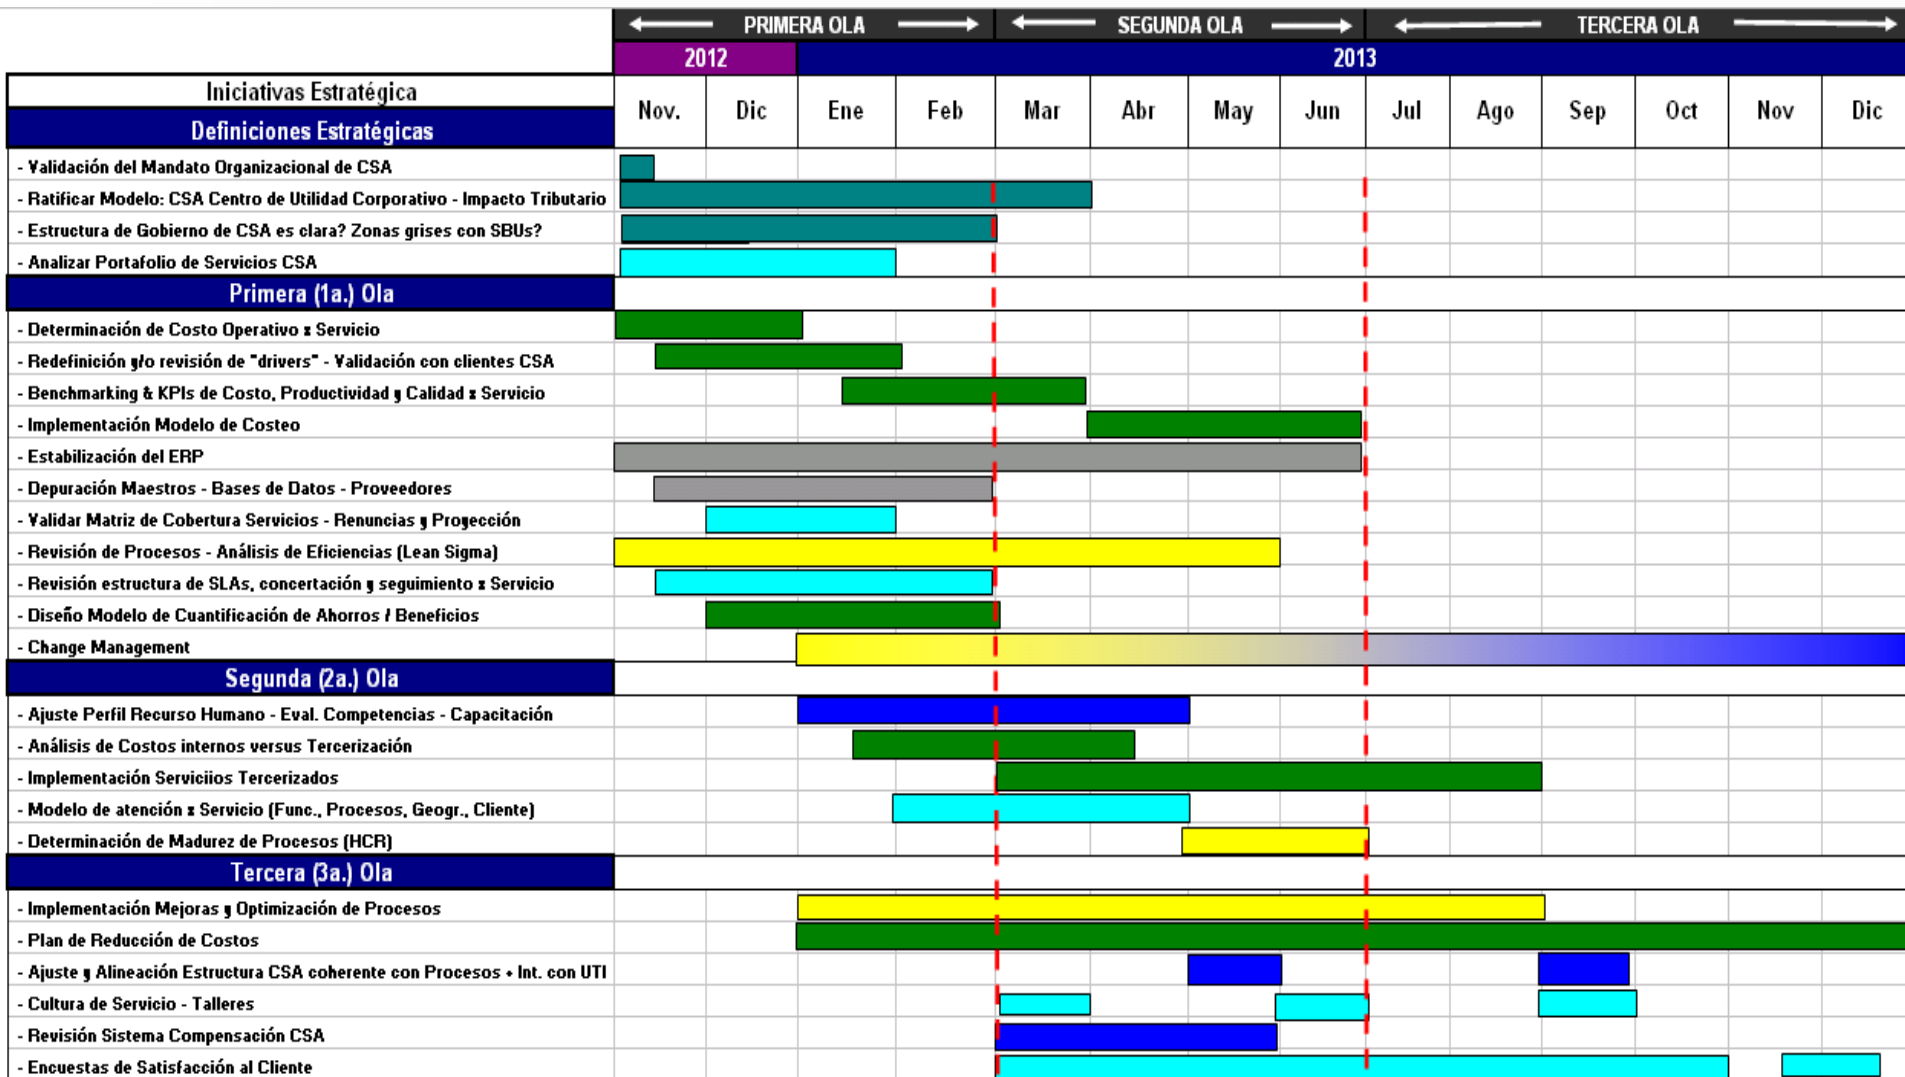 PRIMERA OLA SEGUNDA OLA TERCERA OLA
2012 2013
Iniciativas Estratégica
Nov. Dic Ene Feb Mar Abr May Jun Jul Ago Sep Oct Nov Dic
Definiciones Estratégicas
- Validación del Mandato Organizacional de CSA
- Ratificar Modelo: CSA Centro de Utilidad Corporativo - Impacto Tributario
- Estructura de Gobierno de CSA es clara? Zonas grises con SBUs?
- Analizar Portafolio de Servicios CSA
Primera (1a.) Ola
- Determinación de Costo Operativo x Servicio
- Redefinición y/o revisión de "drivers" - Validación con clientes CSA
- Benchmarking & KPIs de Costo, Productividad y Calidad x Servicio
- Implementación Modelo de Costeo
- Estabilización del ERP
- Depuración Maestros - Bases de Datos - Proveedores
- Validar Matriz de Cobertura Servicios - Renuncias y Proyección
- Revisión de Procesos - Análisis de Eficiencias (Lean Sigma)
- Revisión estructura de SLAs, concertación y seguimiento x Servicio
- Diseño Modelo de Cuantificación de Ahorros / Beneficios
- Change Management
Segunda (2a.) Ola
- Ajuste Perfil Recurso Humano - Eval. Competencias - Capacitación
- Análisis de Costos internos versus Tercerización
- Implementación Serviciios Tercerizados
- Modelo de atención x Servicio (Func., Procesos, Geogr., Cliente)
- Determinación de Madurez de Procesos (HCR)
Tercera (3a.) Ola
- Implementación Mejoras y Optimización de Procesos
- Plan de Reducción de Costos
- Ajuste y Alineación Estructura CSA coherente con Procesos + Int. con UTI
- Cultura de Servicio - Talleres
- Revisión Sistema Compensación CSA
- Encuestas de Satisfacción al Cliente